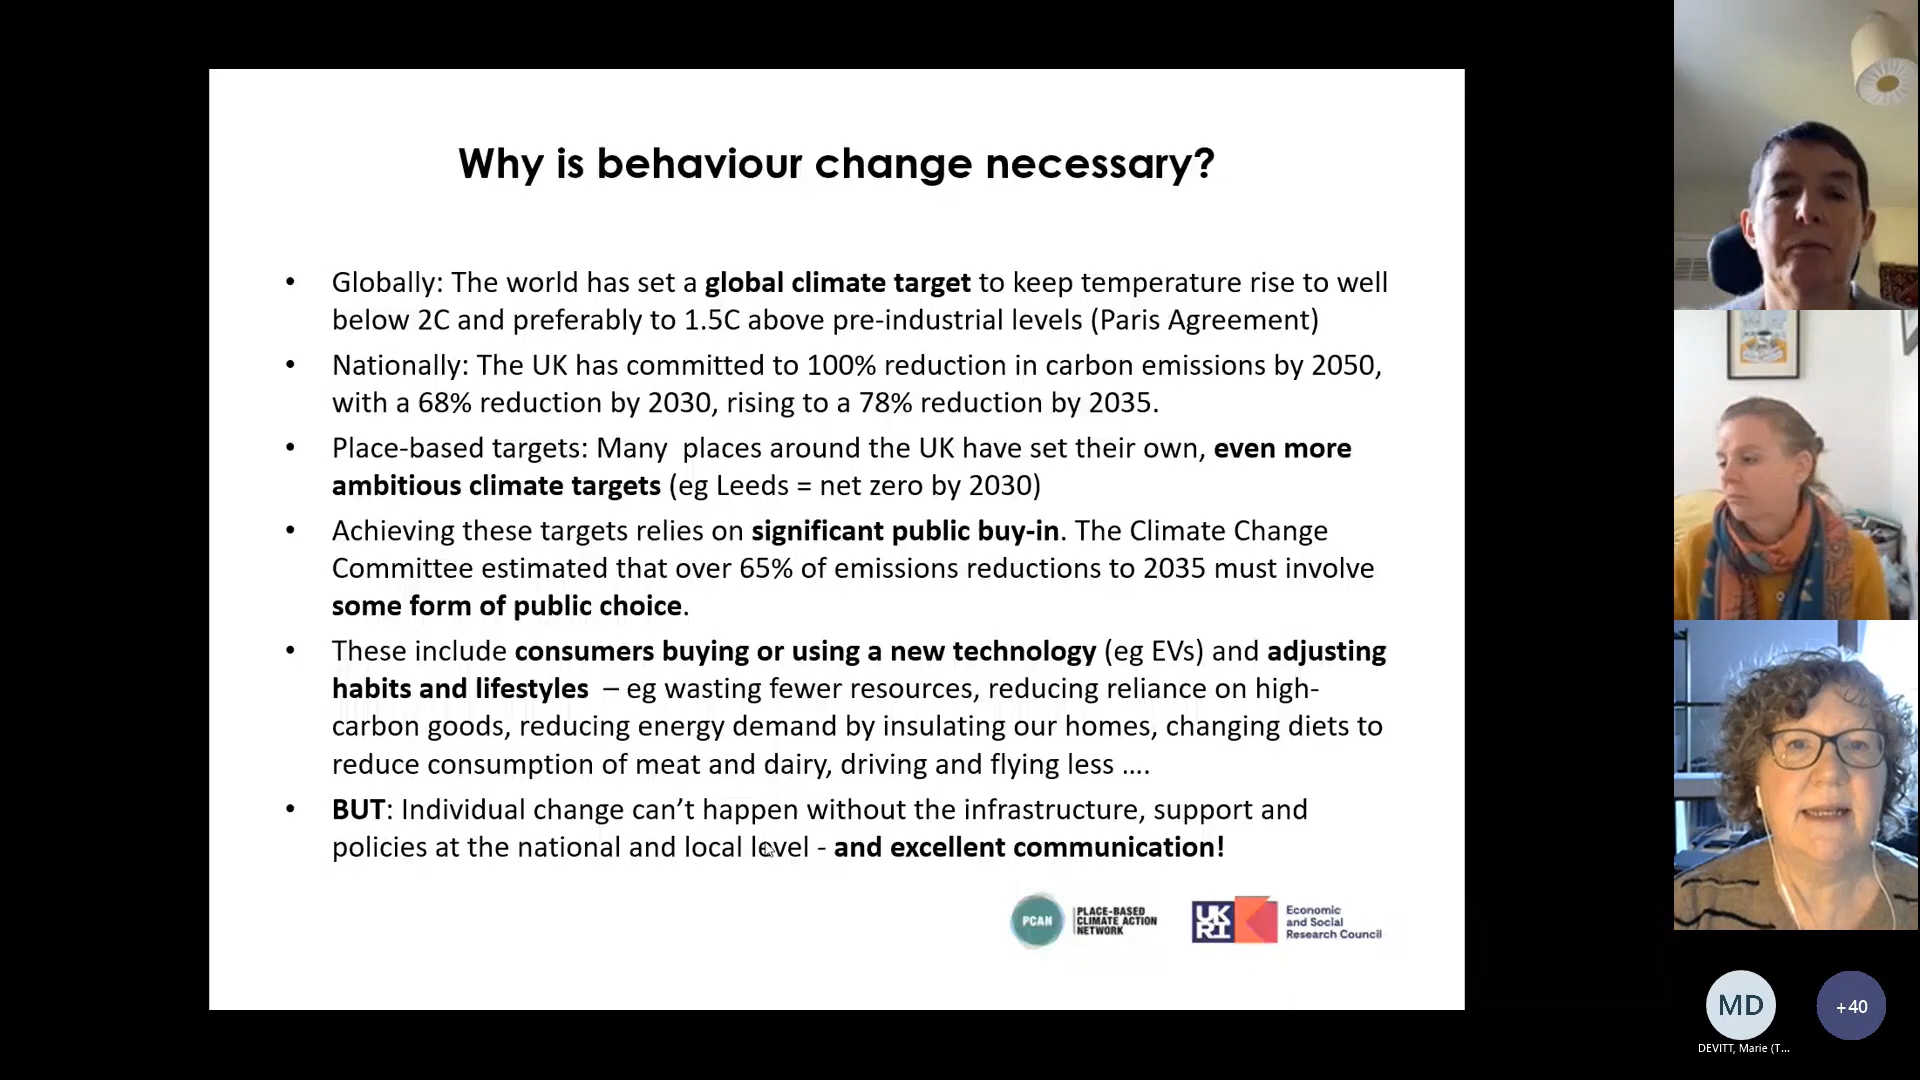 Why is behaviour change necessary?
• Globally: The world has set a global climate target to keep temperature rise to well
below 2C and preferably to 1.5C above pre-industrial levels (Paris Agreement)
• Nationally: The UK has committed to 100% reduction in carbon emissions by 2050,
with a 68% reduction by 2030, rising to a 78% reduction by 2035.
• Place-based targets: Many  places around the UK have set their own, even more
ambitious climate targets (eg Leeds = net zero by 2030)
• Achieving these targets relies on significant public buy-in. The Climate Change
Committee estimated that over 65% of emissions reductions to 2035 must involve
some form of public choice.
• These include consumers buying or using a new technology (eg EVs) and adjusting
habits and lifestyles  – eg wasting fewer resources, reducing reliance on high-
carbon goods, reducing energy demand by insulating our homes, changing diets to
reduce consumption of meat and dairy, driving and flying less ....
• BUT: Individual change can’t happen without the infrastructure, support and
policies at the national and local level - and excellent communication!
PCAN
PLACE-BASED
CLIMATE ACTION
NETWORK
UK
RI
Economic
and Social
Research Council
MD
+40
DEVITT, Marie (T...